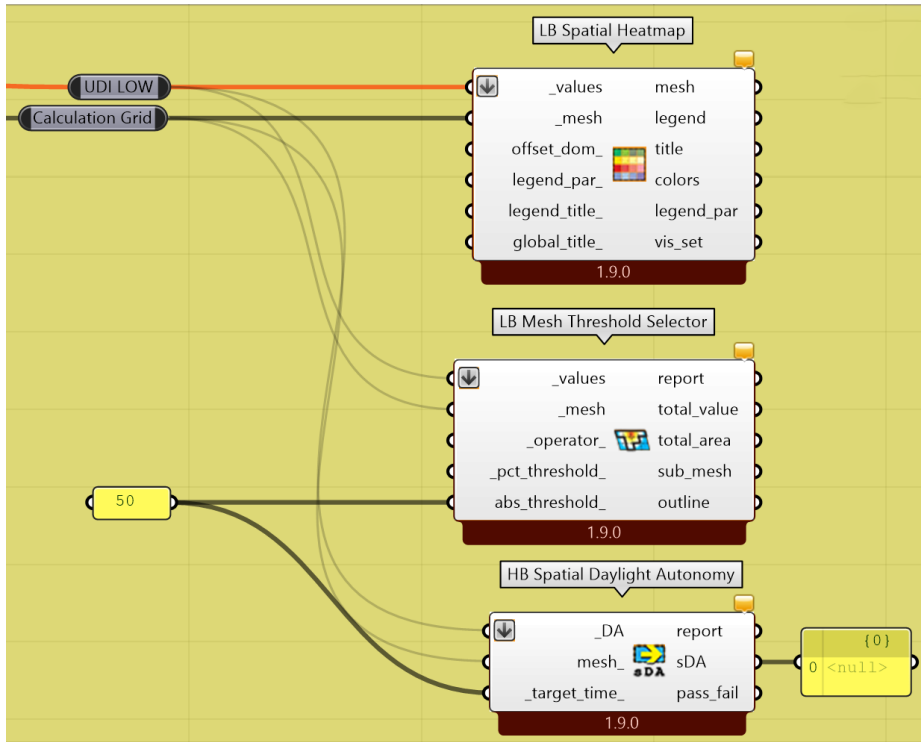 LB Spatial Heatmap
UDI LOW
Calculation Grid
_values mesh
_mesh legend
offset_dom_ title
legend_par_ colors
legend_title_ legend_par
global_title_ vis_set
1.9.0
LB Mesh Threshold Selector
_values report
_mesh total_value
_operator_ total_area
_pct_threshold_ sub_mesh
abs_threshold_ outline
1.9.0
50
HB Spatial Daylight Autonomy
_DA report
mesh_ sDA
_target_time_ pass_fail
sDA
1.9.0
{0}
0 <null>